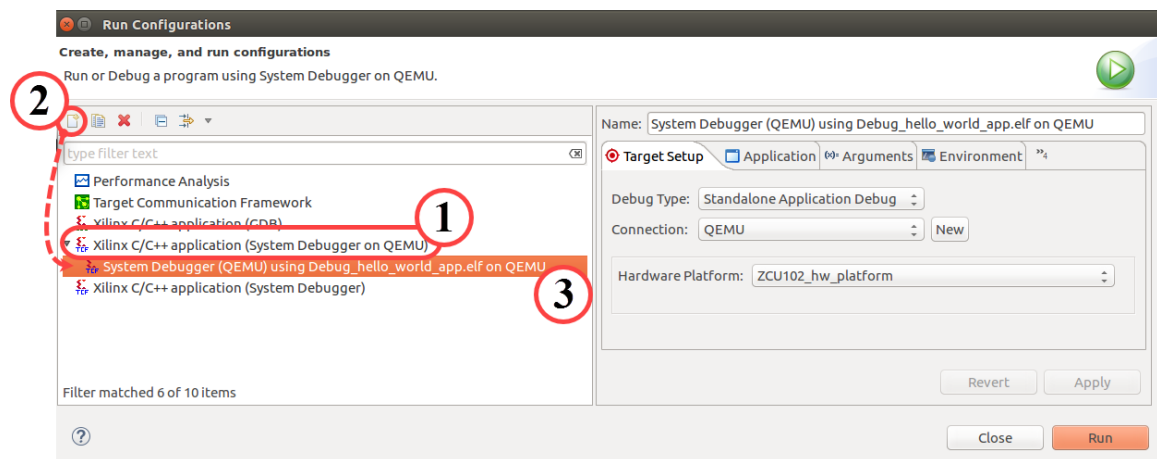 Run Configurations
Create, manage, and run configurations
Run or Debug a program using System Debugger on QEMU.
2
type filter text
Performance Analysis
Target Communication Framework
Xilinx C/C++ application (GDB)
1
Xilinx C/C++ application (System Debugger on QEMU)
System Debugger (QEMU) using Debug_hello_world_app.elf on QEMU
Xilinx C/C++ application (System Debugger)
3
Filter matched 6 of 10 items
Name: System Debugger (QEMU) using Debug_hello_world_app.elf on QEMU
Target Setup Application (x)= Arguments Environment »4
Debug Type: Standalone Application Debug
Connection: QEMU New
Hardware Platform: ZCU102_hw_platform
Revert Apply
? Close Run